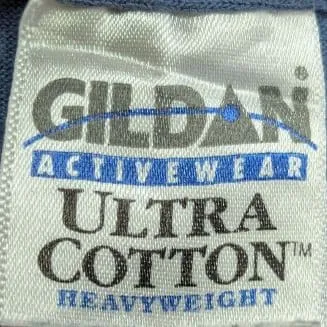 GILDAN®
ACTIVEWEAR
ULTRA
COTTON™
HEAVYWEIGHT